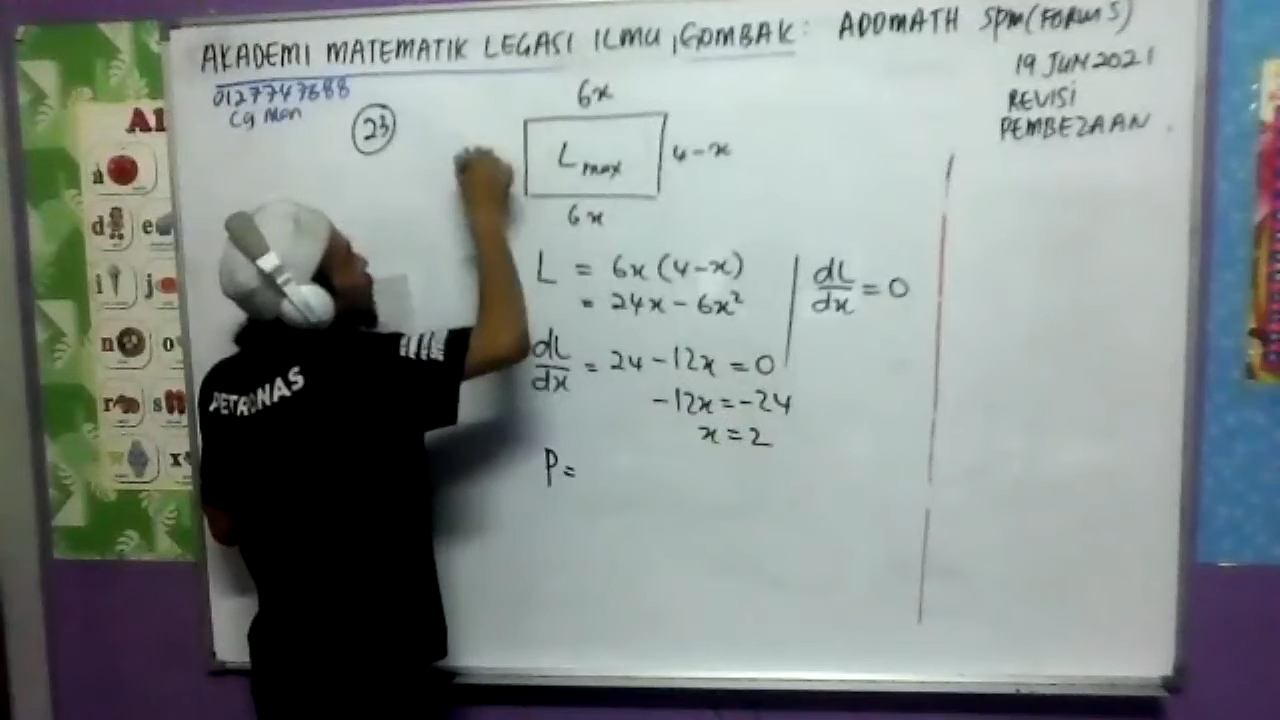 AKADEMI MATEMATIK LEGASI ILMU, GOMBAK: ADDMATH SPM (FORM 5)
0127747688
Cg Man
19 JUN 2021
REVISI
PEMBEZAAN.
23
6x
L max
4-x
6x
L = 6x (4-x)
= 24x - 6x²
dL/dx = 0
dL/dx = 24 - 12x = 0
-12x = -24
x = 2
P =
PETRONAS
A1
a
d e
i j
n o
r s
w x